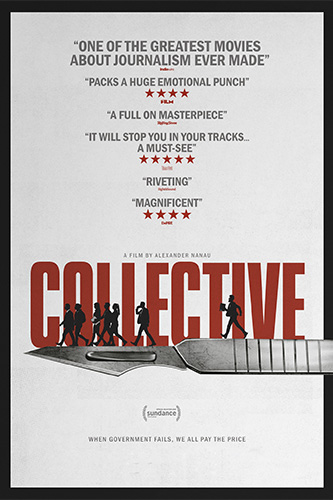 "ONE OF THE GREATEST MOVIES
ABOUT JOURNALISM EVER MADE"
"PACKS A HUGE EMOTIONAL PUNCH"
FILM
"A FULL ON MASTERPIECE"
"IT WILL STOP YOU IN YOUR TRACKS...
A MUST-SEE"
"RIVETING"
"MAGNIFICENT"
EMPIRE
A FILM BY ALEXANDER NANAU
COLLECTIVE
sundance
WHEN GOVERNMENT FAILS, WE ALL PAY THE PRICE